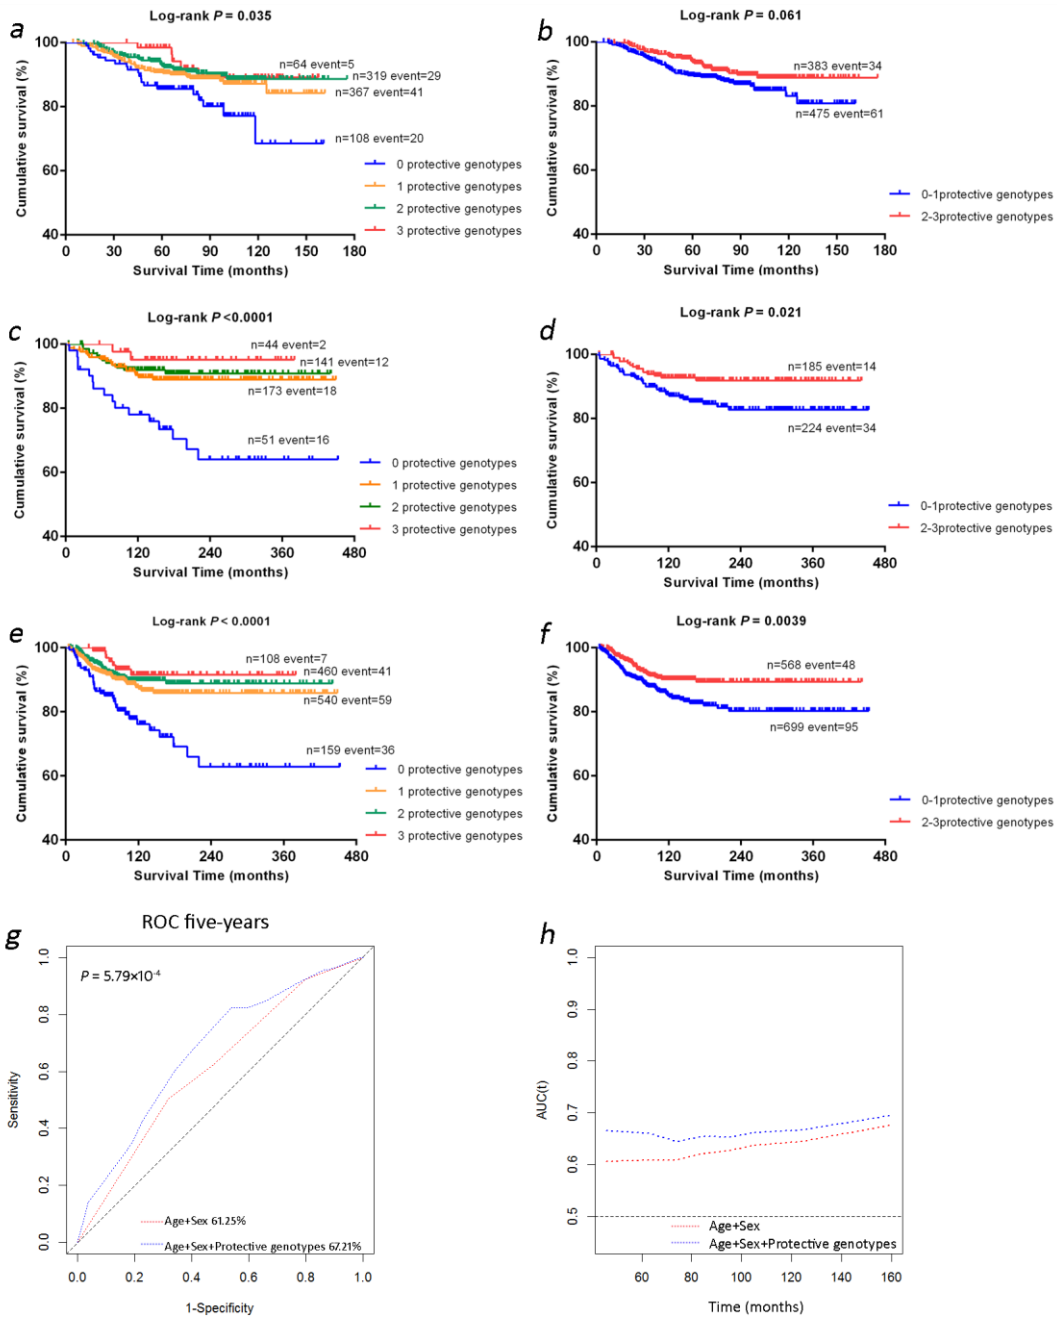 a
Log-rank P = 0.035
Cumulative survival (%)
100
80
60
40
0 30 60 90 120 150 180
Survival Time (months)
n=64 event=5
n=319 event=29
n=367 event=41
n=108 event=20
0 protective genotypes
1 protective genotypes
2 protective genotypes
3 protective genotypes
b
Log-rank P = 0.061
Cumulative survival (%)
100
80
60
40
0 30 60 90 120 150 180
Survival Time (months)
n=383 event=34
n=475 event=61
0-1protective genotypes
2-3protective genotypes
c
Log-rank P <0.0001
Cumulative survival (%)
100
80
60
40
0 120 240 360 480
Survival Time (months)
n=44 event=2
n=141 event=12
n=173 event=18
n=51 event=16
0 protective genotypes
1 protective genotypes
2 protective genotypes
3 protective genotypes
d
Log-rank P = 0.021
Cumulative survival (%)
100
80
60
40
0 120 240 360 480
Survival Time (months)
n=185 event=14
n=224 event=34
0-1protective genotypes
2-3protective genotypes
e
Log-rank P < 0.0001
Cumulative survival (%)
100
80
60
40
0 120 240 360 480
Survival Time (months)
n=108 event=7
n=460 event=41
n=540 event=59
n=159 event=36
0 protective genotypes
1 protective genotypes
2 protective genotypes
3 protective genotypes
f
Log-rank P = 0.0039
Cumulative survival (%)
100
80
60
40
0 120 240 360 480
Survival Time (months)
n=568 event=48
n=699 event=95
0-1protective genotypes
2-3protective genotypes
g
ROC five-years
P = 5.79×10-4
Sensitivity
1.0
0.8
0.6
0.4
0.2
0.0
Age+Sex 61.25%
Age+Sex+Protective genotypes 67.21%
0.0 0.2 0.4 0.6 0.8 1.0
1-Specificity
h
AUC(t)
1.0
0.9
0.8
0.7
0.6
0.5
Age+Sex
Age+Sex+Protective genotypes
60 80 100 120 140 160
Time (months)